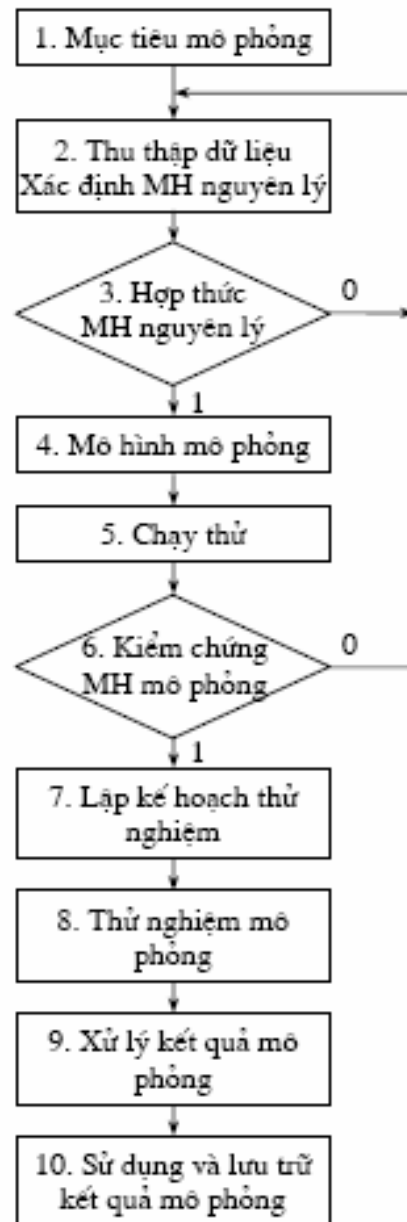 1. Mục tiêu mô phỏng
2. Thu thập dữ liệu
Xác định MH nguyên lý
3. Hợp thức
MH nguyên lý
0
1
4. Mô hình mô phỏng
5. Chạy thử
6. Kiểm chứng
MH mô phỏng
0
1
7. Lập kế hoạch thử
nghiệm
8. Thử nghiệm mô
phỏng
9. Xử lý kết quả mô
phỏng
10. Sử dụng và lưu trữ
kết quả mô phỏng